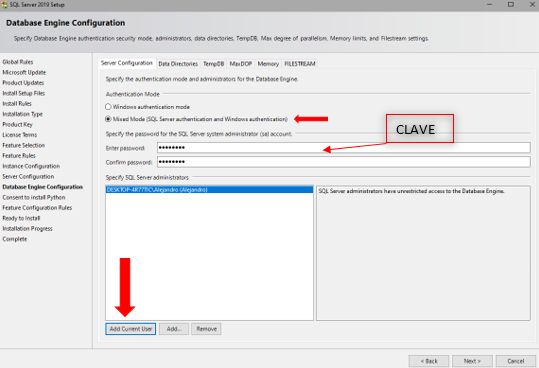 SQL Server 2019 Setup
Database Engine Configuration
Specify Database Engine authentication security mode, administrators, data directories, TempDB, Max degree of parallelism, Memory limits, and Filestream settings.
Global Rules
Microsoft Update
Product Updates
Install Setup Files
Install Rules
Installation Type
Product Key
License Terms
Feature Selection
Feature Rules
Instance Configuration
Server Configuration
Database Engine Configuration
Consent to install Python
Feature Configuration Rules
Ready to Install
Installation Progress
Complete
Server Configuration Data Directories TempDB MaxDOP Memory FILESTREAM
Specify the authentication mode and administrators for the Database Engine.
Authentication Mode
Windows authentication mode
Mixed Mode (SQL Server authentication and Windows authentication)
Specify the password for the SQL Server system administrator (sa) account.
CLAVE
Enter password: ••••••••
Confirm password: ••••••••
Specify SQL Server administrators
DESKTOP-4R77TIC\Alejandro (Alejandro)
SQL Server administrators have unrestricted access to the Database Engine.
Add Current User Add... Remove
< Back Next > Cancel